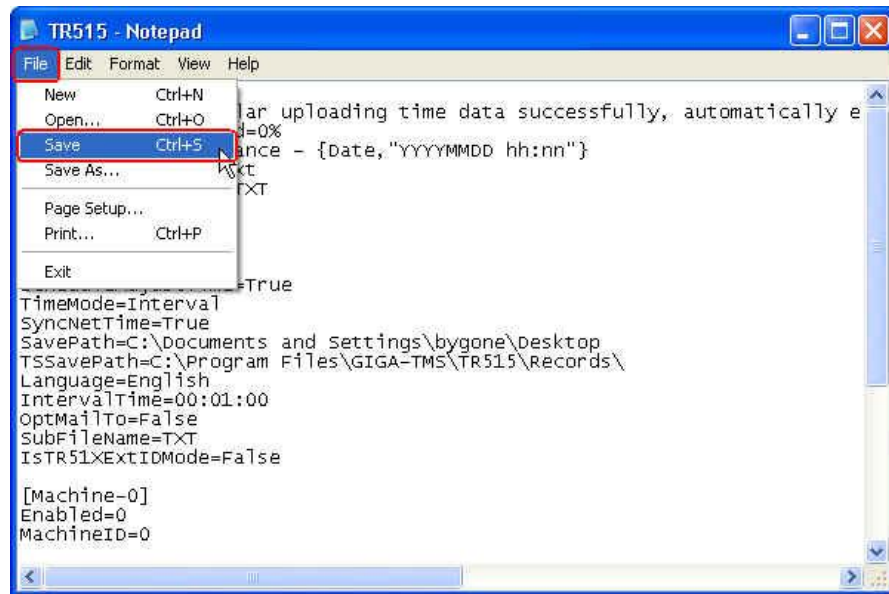 TR515 - Notepad
File Edit Format View Help
New Ctrl+N
Open... Ctrl+O
Save Ctrl+S
Save As...
Page Setup...
Print... Ctrl+P
Exit
lar uploading time data successfully, automatically e
d=0%
ance - {Date,"YYYYMMDD hh:nn"}
xt
TXT
=True
TimeMode=Interval
SyncNetTime=True
SavePath=C:\Documents and Settings\bygone\Desktop
TSSavePath=C:\Program Files\GIGA-TMS\TR515\Records\
Language=English
IntervalTime=00:01:00
OptMailTo=False
SubFileName=TXT
IsTR51XExtIDMode=False
[Machine-0]
Enabled=0
MachineID=0